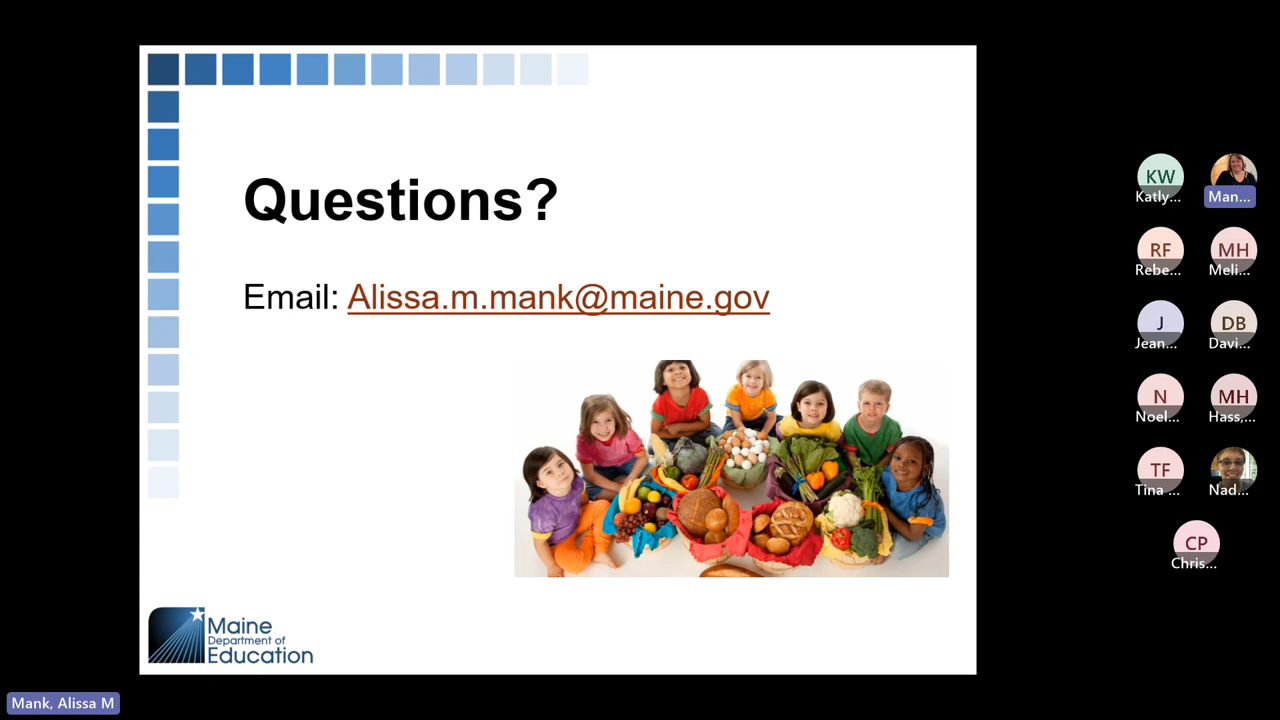 Questions?
Email: Alissa.m.mank@maine.gov
Maine
Department of
Education
KW
Katly...
Man...
RF
Rebe...
MH
Meli...
J
Jean...
DB
Davi...
N
Noel...
MH
Hass,...
TF
Tina ...
Nad...
CP
Chris...
Mank, Alissa M